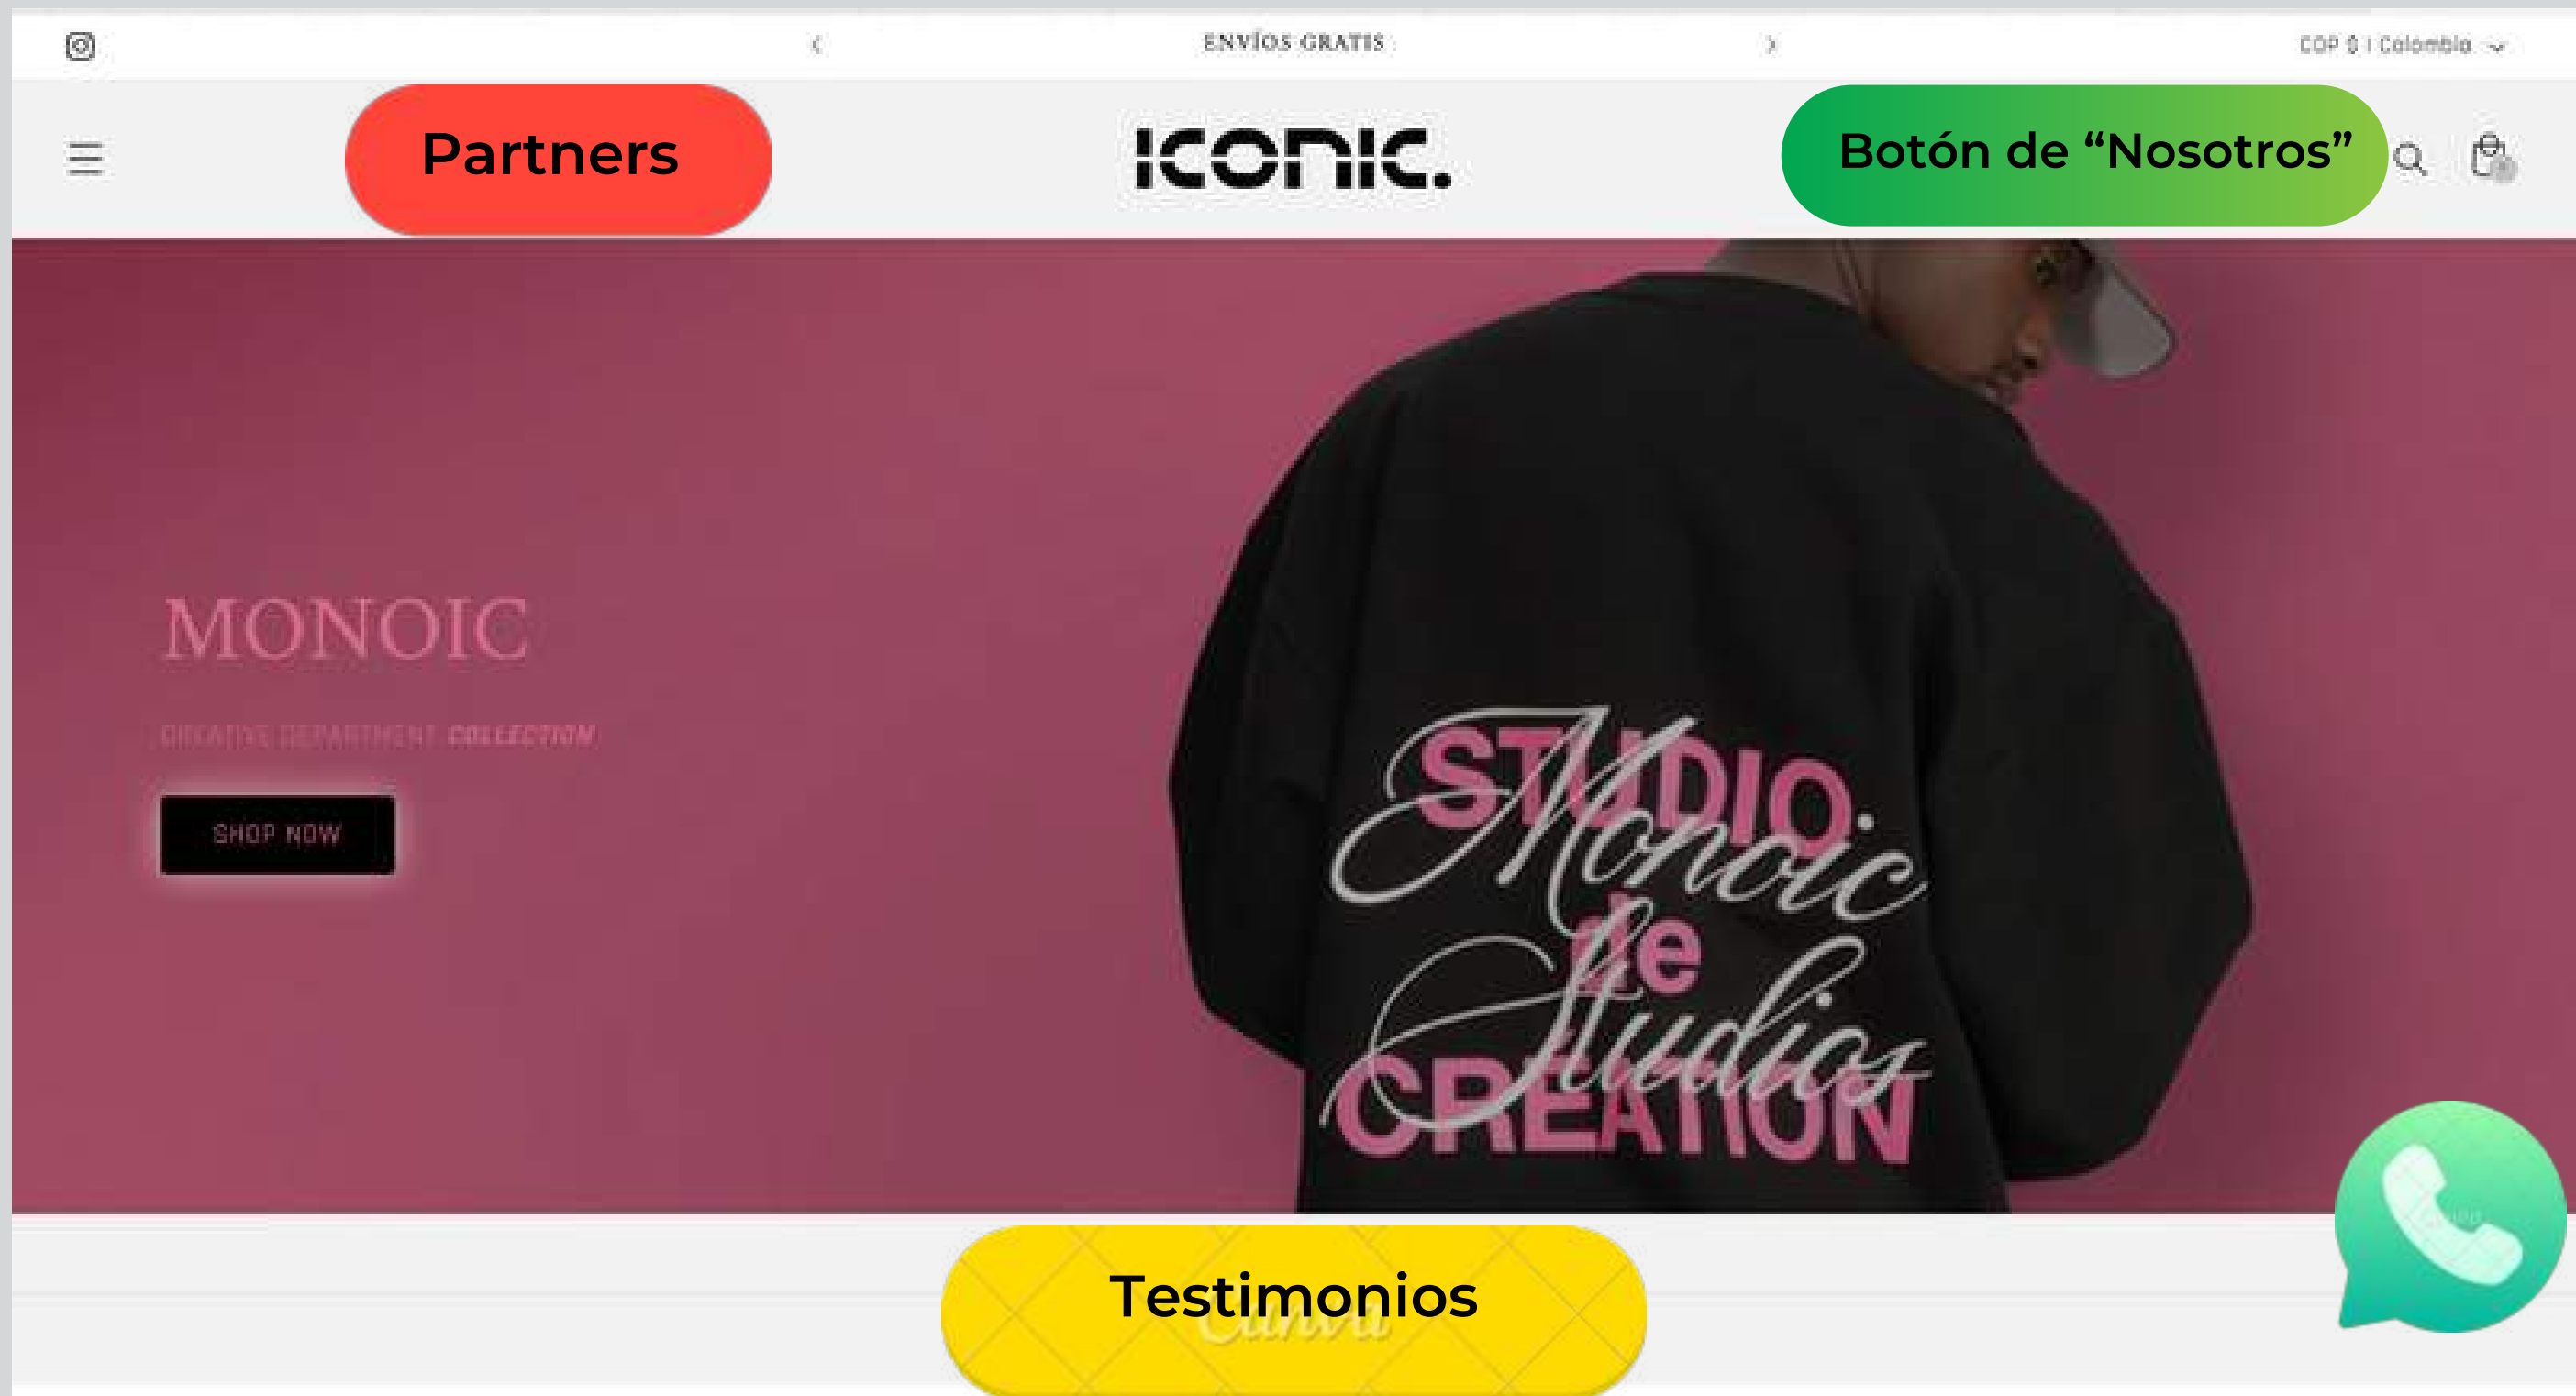 ENVÍOS GRATIS
COP $ | Colombia
Partners
ICONIC.
Botón de “Nosotros”
MONOIC
CREATIVE DEPARTMENT COLLECTION
SHOP NOW
STUDIO.
Monoic
de
Studios
CREATION
Testimonios
Canva